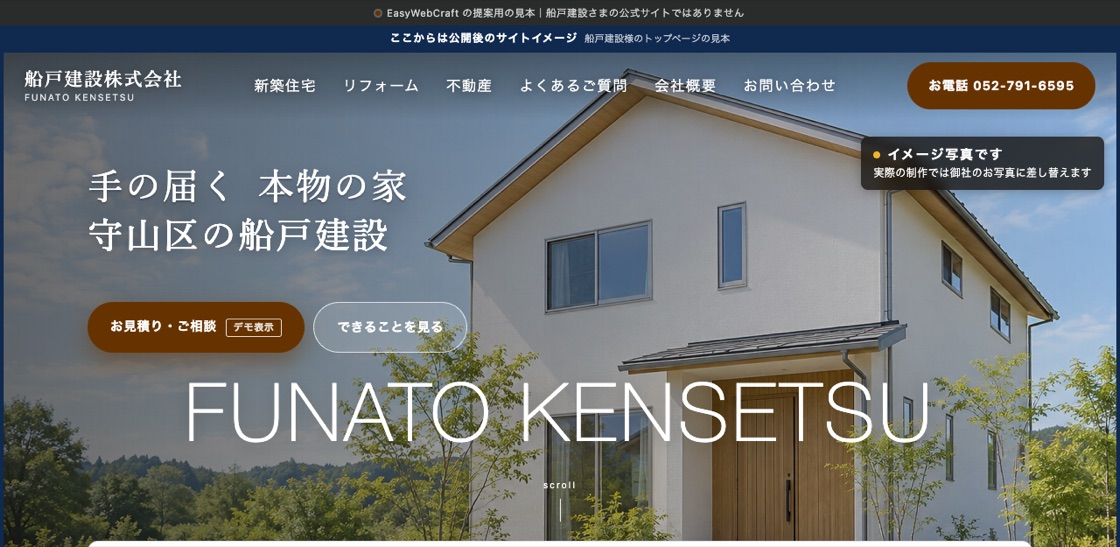 EasyWebCraft の提案用の見本｜船戸建設さまの公式サイトではありません
ここからは公開後のサイトイメージ 船戸建設様のトップページの見本
船戸建設株式会社
FUNATO KENSETSU
新築住宅 リフォーム 不動産 よくあるご質問 会社概要 お問い合わせ
お電話 052-791-6595
イメージ写真です
実際の制作では御社のお写真に差し替えます
手の届く 本物の家
守山区の船戸建設
お見積り・ご相談 デモ表示
できることを見る
FUNATO KENSETSU
scroll